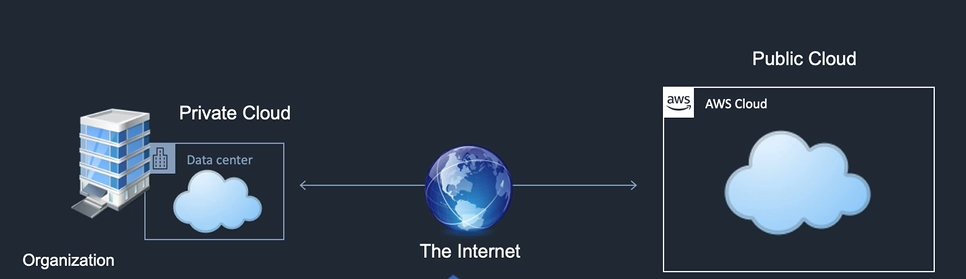 Public Cloud
aws
AWS Cloud
Private Cloud
Data center
The Internet
Organization